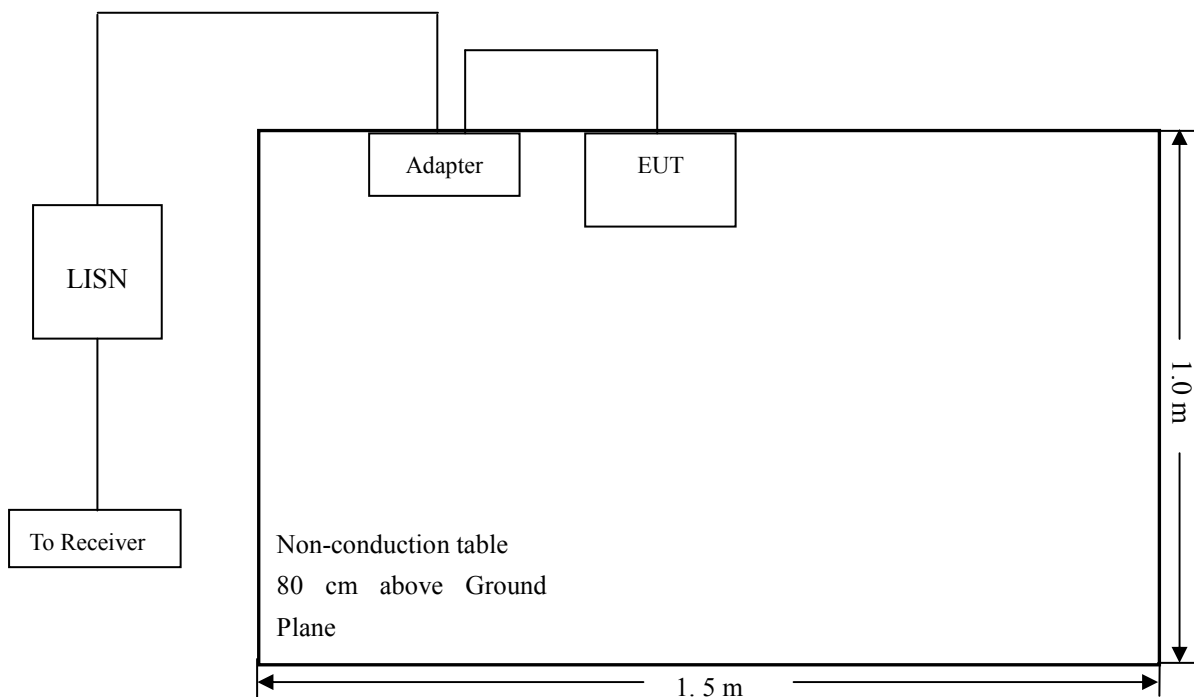 Adapter
EUT
LISN
1.0 m
To Receiver
Non-conduction table
80 cm above Ground
Plane
1. 5 m